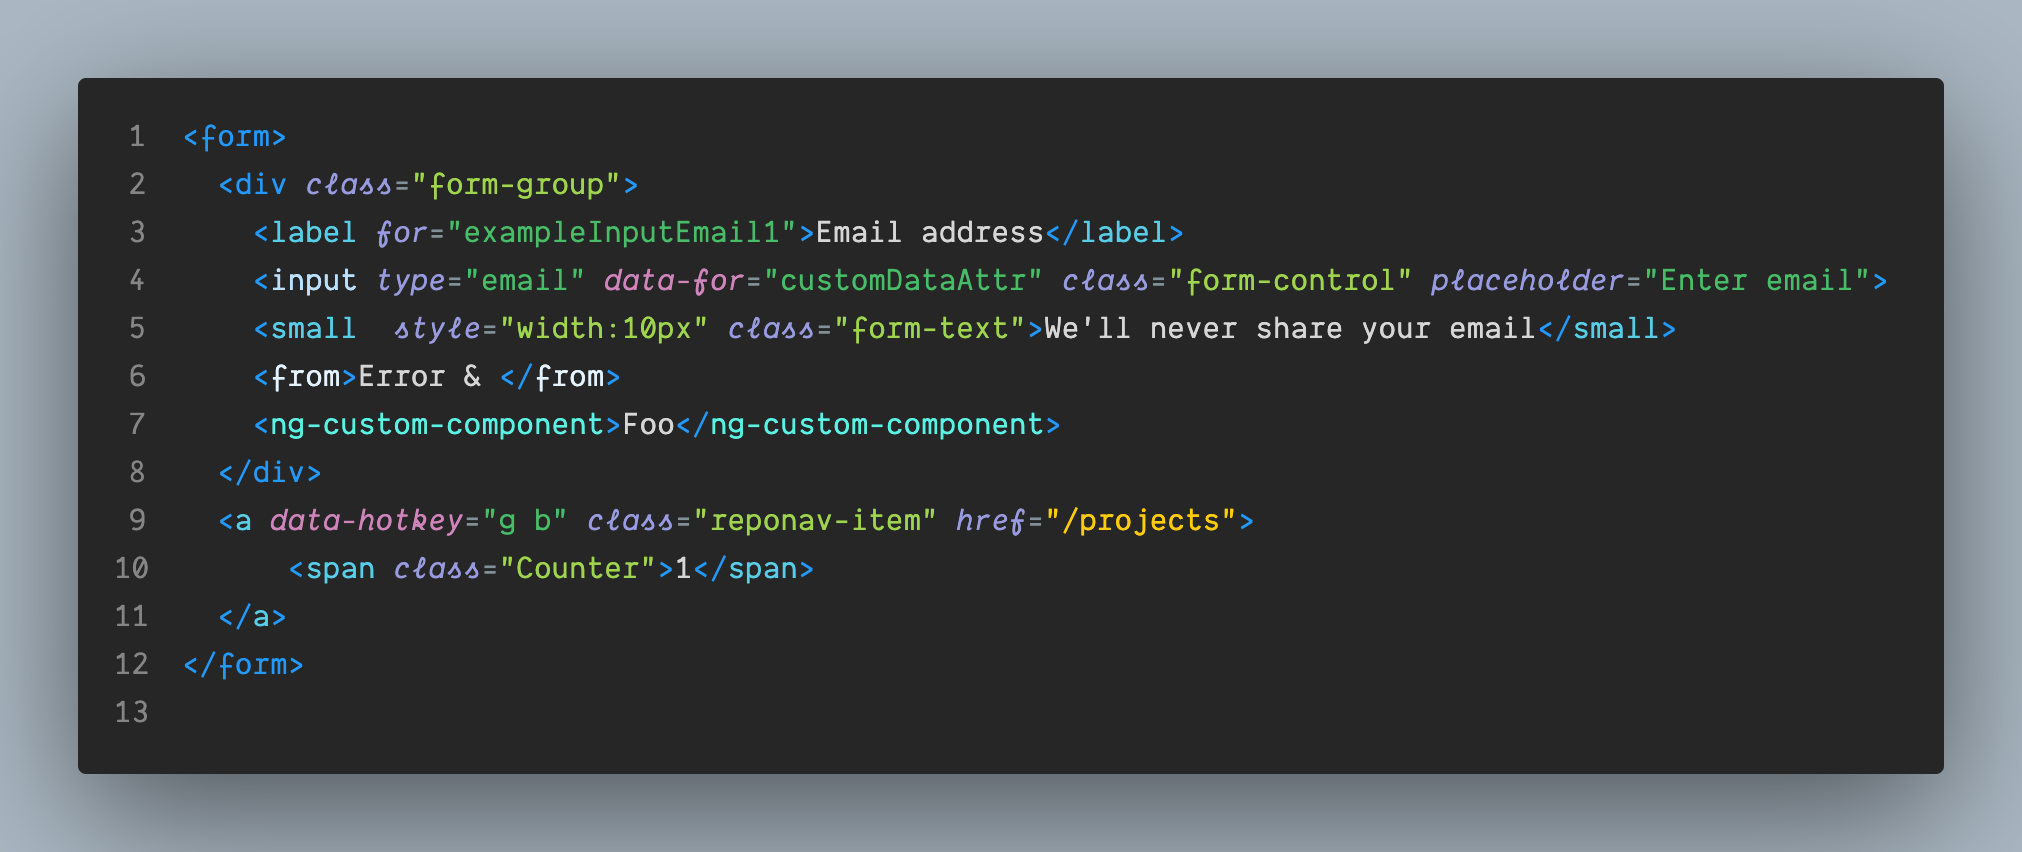 1 <form>
2   <div class="form-group">
3     <label for="exampleInputEmail1">Email address</label>
4     <input type="email" data-for="customDataAttr" class="form-control" placeholder="Enter email">
5     <small  style="width:10px" class="form-text">We'll never share your email</small>
6     <from>Error & </from>
7     <ng-custom-component>Foo</ng-custom-component>
8   </div>
9   <a data-hotkey="g b" class="reponav-item" href="/projects">
10       <span class="Counter">1</span>
11   </a>
12 </form>
13